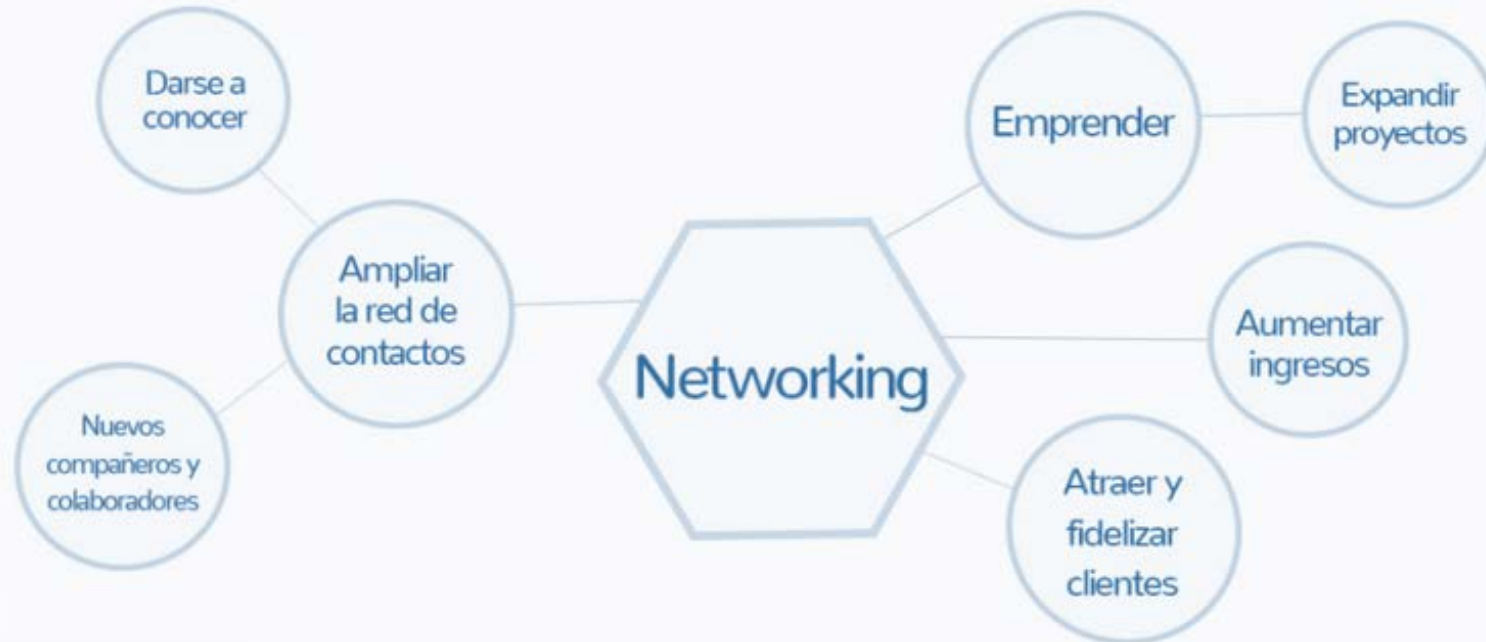 Darse a
conocer
Ampliar
la red de
contactos
Nuevos
compañeros y
colaboradores
Networking
Emprender
Expandir
proyectos
Aumentar
ingresos
Atraer y
fidelizar
clientes